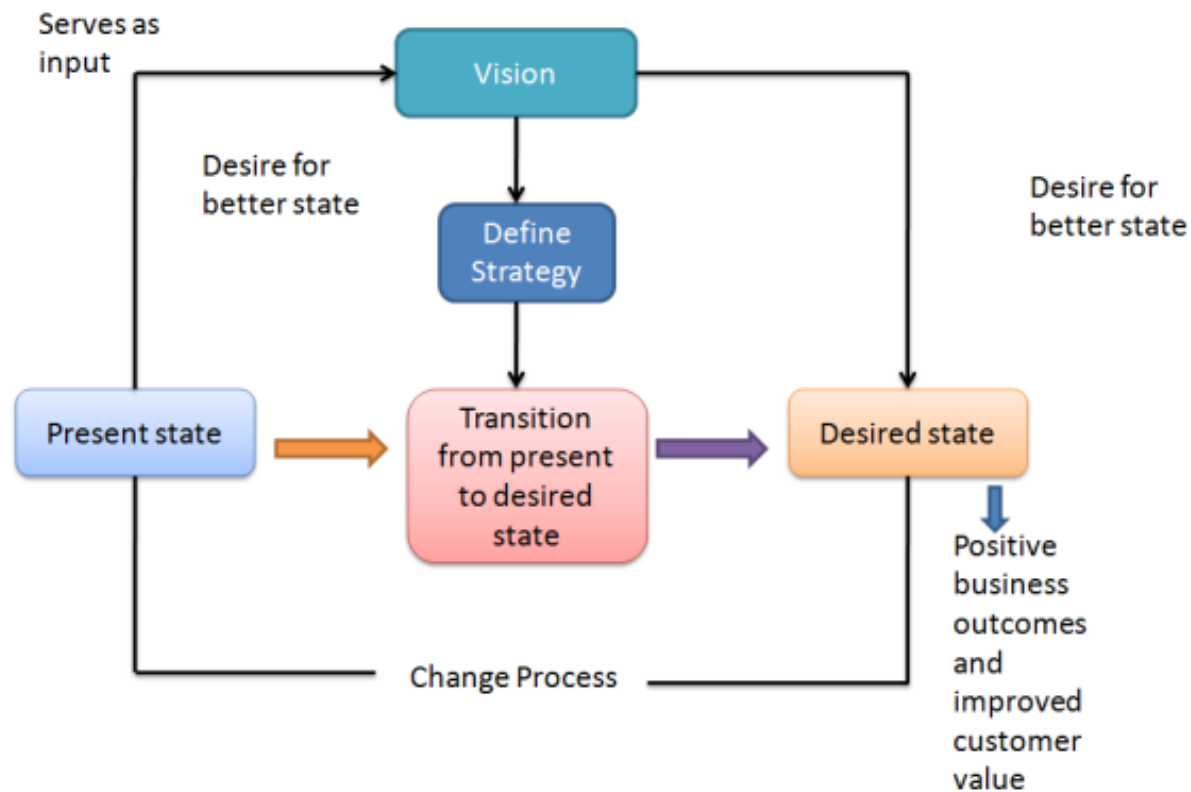 Serves as
input
Vision
Desire for
better state
Desire for
better state
Define
Strategy
Present state
Transition
from present
to desired
state
Desired state
Positive
business
outcomes
and
improved
customer
value
Change Process